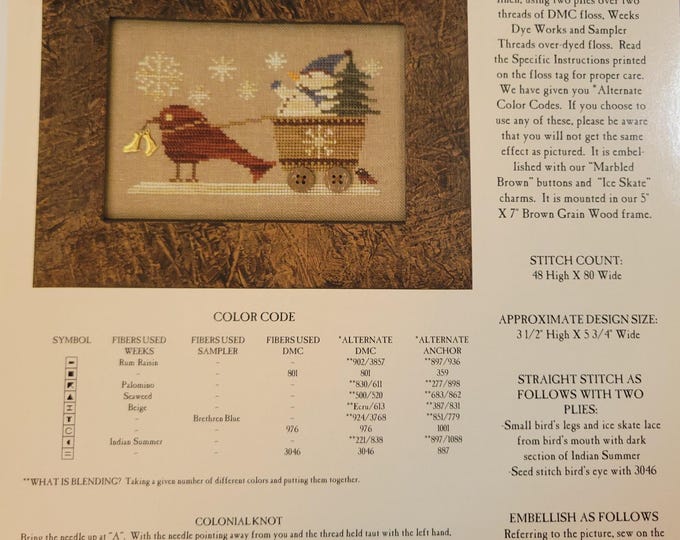 linen, using two plies over two
threads of DMC floss, Weeks
Dye Works and Sampler
Threads over-dyed floss. Read
the Specific Instructions printed
on the floss tag for proper care.
We have given you *Alternate
Color Codes. If you choose to
use any of these, please be aware
that you will not get the same
effect as pictured. It is embel-
lished with our "Marbled
Brown" buttons and "Ice Skate"
charms. It is mounted in our 5"
X 7" Brown Grain Wood frame.
STITCH COUNT:
48 High X 80 Wide
APPROXIMATE DESIGN SIZE:
3 1/2" High X 5 3/4" Wide
STRAIGHT STITCH AS
FOLLOWS WITH TWO
PLIES:
-Small bird's legs and ice skate lace
from bird's mouth with dark
section of Indian Summer
-Seed stitch bird's eye with 3046
EMBELLISH AS FOLLOWS
Referring to the picture, sew on the
COLOR CODE
SYMBOL FIBERS USED WEEKS FIBERS USED SAMPLER FIBERS USED DMC *ALTERNATE DMC *ALTERNATE ANCHOR
Rum Raisin - - **902/3857 **897/936
- - 801 801 359
Palomino - - **830/611 **277/898
Seaweed - - **500/520 **683/862
Beige - - **Ecru/613 **387/831
- Brethren Blue - **924/3768 **851/779
- - 976 976 1001
Indian Summer - - **221/838 **897/1088
- - 3046 3046 887
**WHAT IS BLENDING? Taking a given number of different colors and putting them together.
COLONIAL KNOT
Bring the needle up at "A". With the needle pointing away from you and the thread held taut with the left hand,